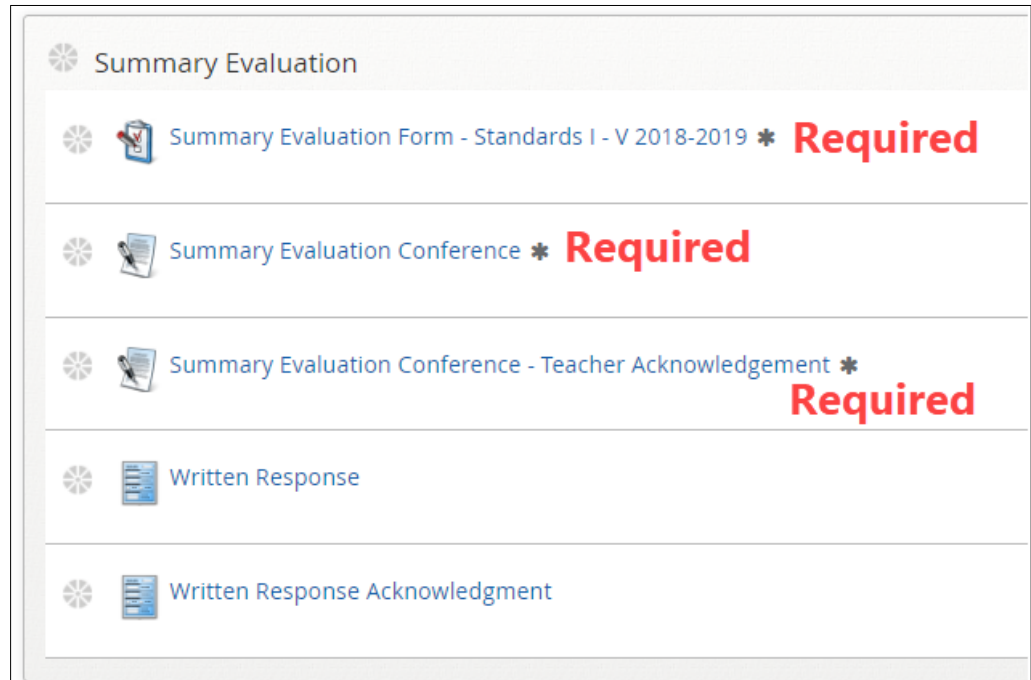 Summary Evaluation
Summary Evaluation Form - Standards I - V 2018-2019 ✱ Required
Summary Evaluation Conference ✱ Required
Summary Evaluation Conference - Teacher Acknowledgement ✱
Required
Written Response
Written Response Acknowledgment